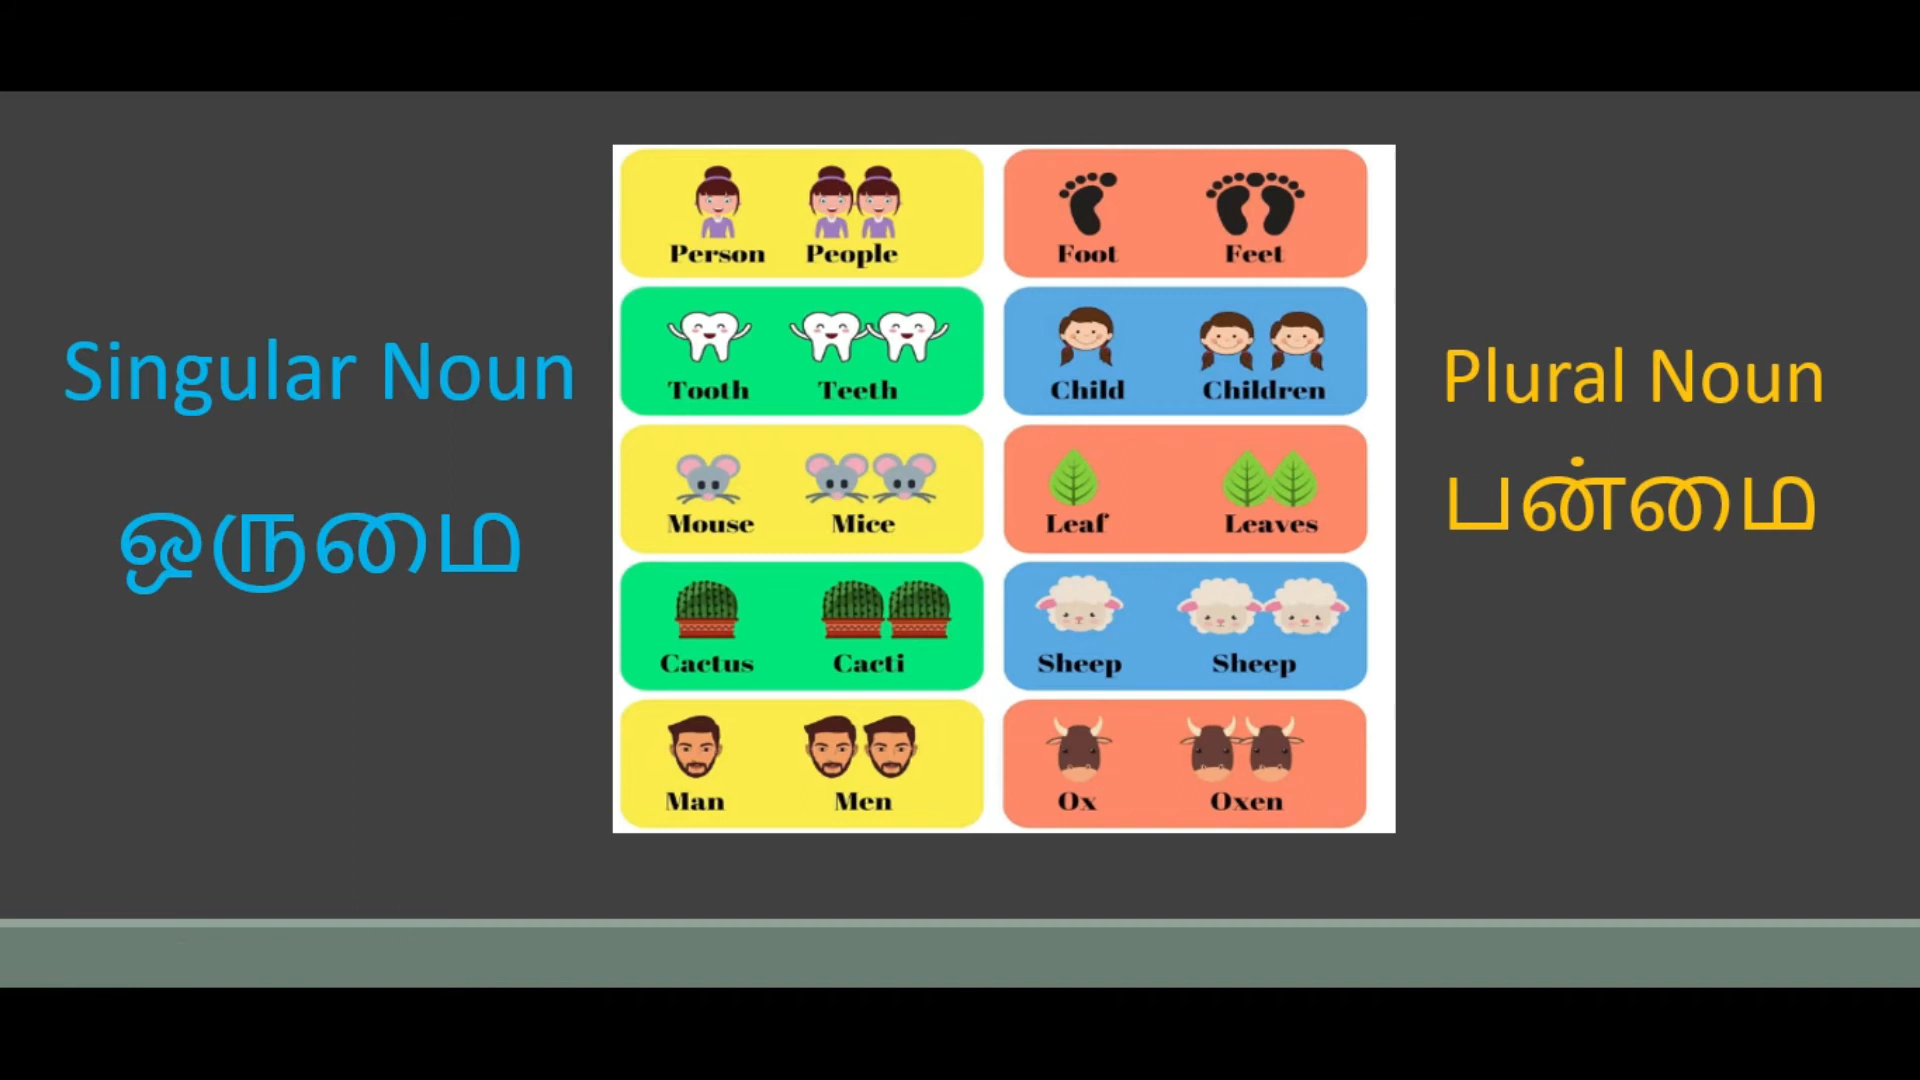 Singular Noun
ஒருமை
Person People
Foot Feet
Tooth Teeth
Child Children
Mouse Mice
Leaf Leaves
Cactus Cacti
Sheep Sheep
Man Men
Ox Oxen
Plural Noun
பன்மை